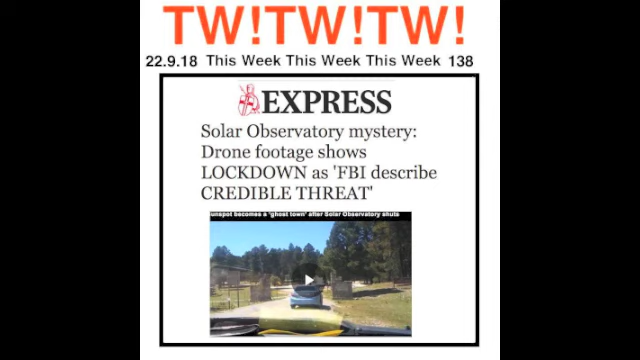 TW!TW!TW!
22.9.18 This Week This Week This Week 138
EXPRESS
Solar Observatory mystery:
Drone footage shows
LOCKDOWN as 'FBI describe
CREDIBLE THREAT'
unspot becomes a 'ghost town' after Solar Observatory shuts